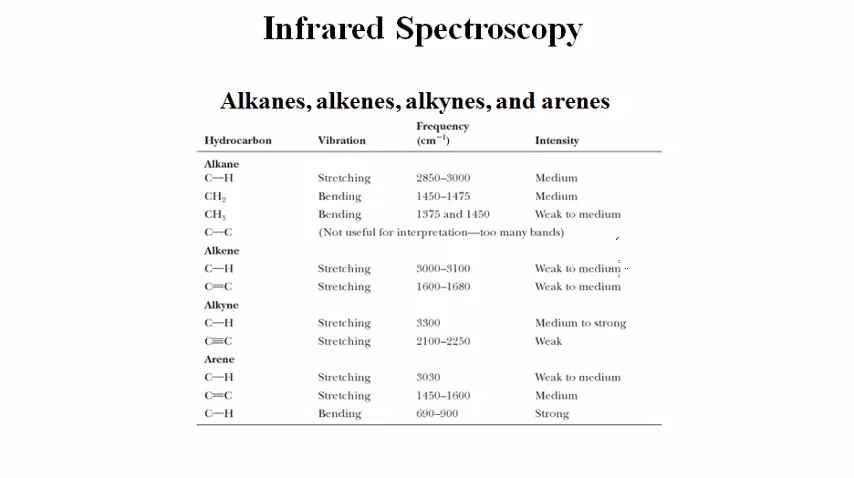 Infrared Spectroscopy
Alkanes, alkenes, alkynes, and arenes
Hydrocarbon Vibration Frequency (cm⁻¹) Intensity
Alkane
C—H Stretching 2850–3000 Medium
CH₂ Bending 1450–1475 Medium
CH₃ Bending 1375 and 1450 Weak to medium
C—C (Not useful for interpretation—too many bands)
Alkene
C—H Stretching 3000–3100 Weak to medium
C=C Stretching 1600–1680 Weak to medium
Alkyne
C—H Stretching 3300 Medium to strong
C≡C Stretching 2100–2250 Weak
Arene
C—H Stretching 3030 Weak to medium
C=C Stretching 1450–1600 Medium
C—H Bending 690–900 Strong